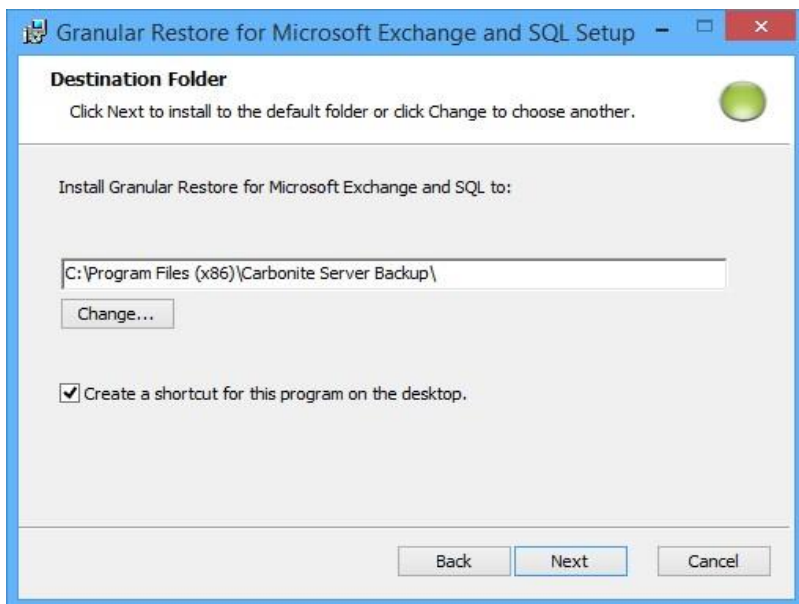 Granular Restore for Microsoft Exchange and SQL Setup
Destination Folder
Click Next to install to the default folder or click Change to choose another.
Install Granular Restore for Microsoft Exchange and SQL to:
C:\Program Files (x86)\Carbonite Server Backup\
Change...
Create a shortcut for this program on the desktop.
Back Next Cancel